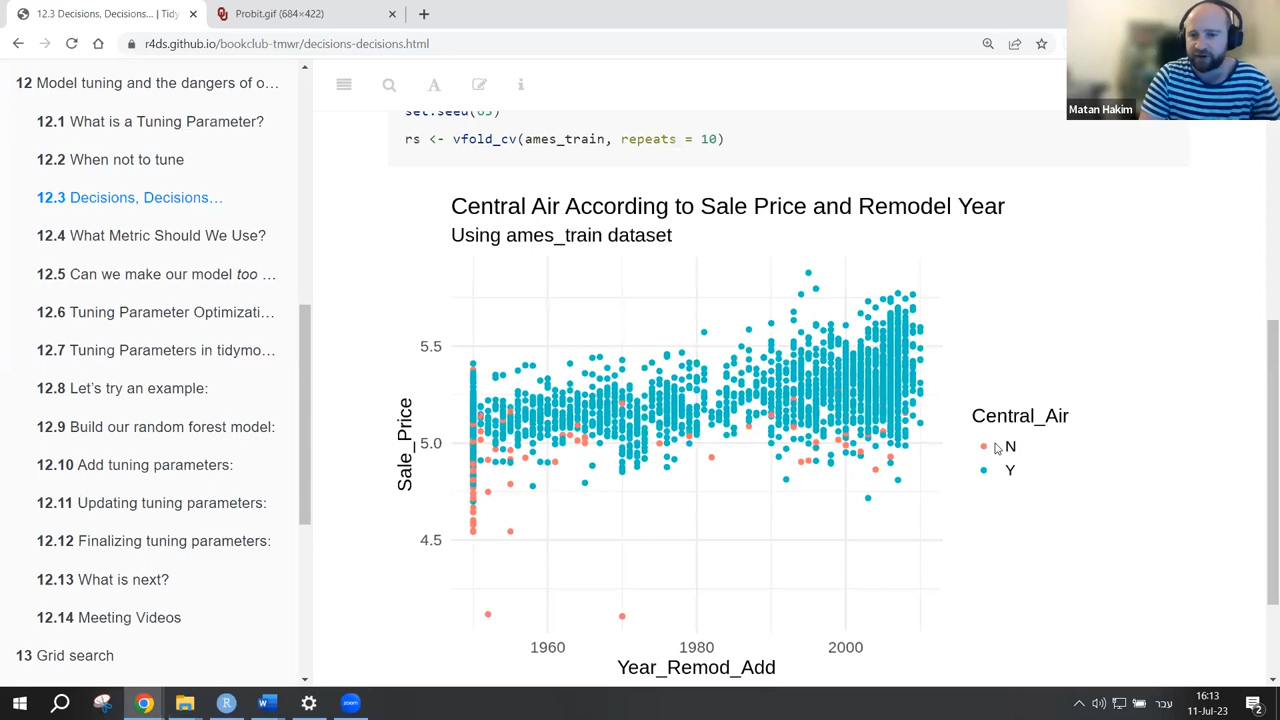 12.3 Decisions, Decisions... | Tidy
Probit.gif (684×422)
r4ds.github.io/bookclub-tmwr/decisions-decisions.html
Matan Hakim
12 Model tuning and the dangers of o…
12.1 What is a Tuning Parameter?
12.2 When not to tune
12.3 Decisions, Decisions…
12.4 What Metric Should We Use?
12.5 Can we make our model too …
12.6 Tuning Parameter Optimizati…
12.7 Tuning Parameters in tidymo…
12.8 Let's try an example:
12.9 Build our random forest model:
12.10 Add tuning parameters:
12.11 Updating tuning parameters:
12.12 Finalizing tuning parameters:
12.13 What is next?
12.14 Meeting Videos
13 Grid search
set.seed(63)
rs <- vfold_cv(ames_train, repeats = 10)
Central Air According to Sale Price and Remodel Year
Using ames_train dataset
Sale_Price
5.5
5.0
4.5
1960
1980
2000
Year_Remod_Add
Central_Air
N
Y
עבר
16:13
11-Jul-23
2